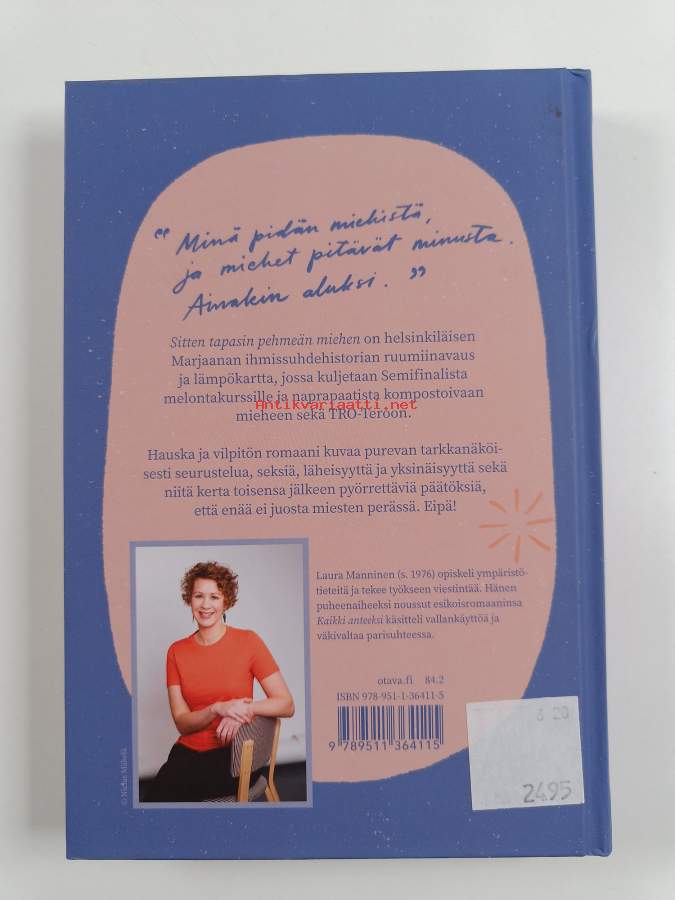 “Minä pidän miehistä,
ja miehet pitävät minusta.
Ainakin aluksi.”
Sitten tapasin pehmeän miehen on helsinkiläisen
Marjaanan ihmissuhdehistorian ruumiinavaus
ja lämpökartta, jossa kuljetaan Semifinalista
melontakurssille ja naprapaatista kompostoivaan
Antikvariaatti.net
mieheen sekä TRO-Teroon.
Hauska ja vilpitön romaani kuvaa purevan tarkkanäköi-
sesti seurustelua, seksiä, läheisyyttä ja yksinäisyyttä sekä
niitä kerta toisensa jälkeen pyörrettäviä päätöksiä,
että enää ei juosta miesten perässä. Eipä!
Laura Manninen (s. 1976) opiskeli ympäristö-
tieteitä ja tekee työkseen viestintää. Hänen
puheenaiheeksi noussut esikoisromaaninsa
Kaikki anteeksi käsitteli vallankäyttöä ja
väkivaltaa parisuhteessa.
otava.fi 84.2
ISBN 978-951-1-36411-5
9 789511 364115
6 20
2495